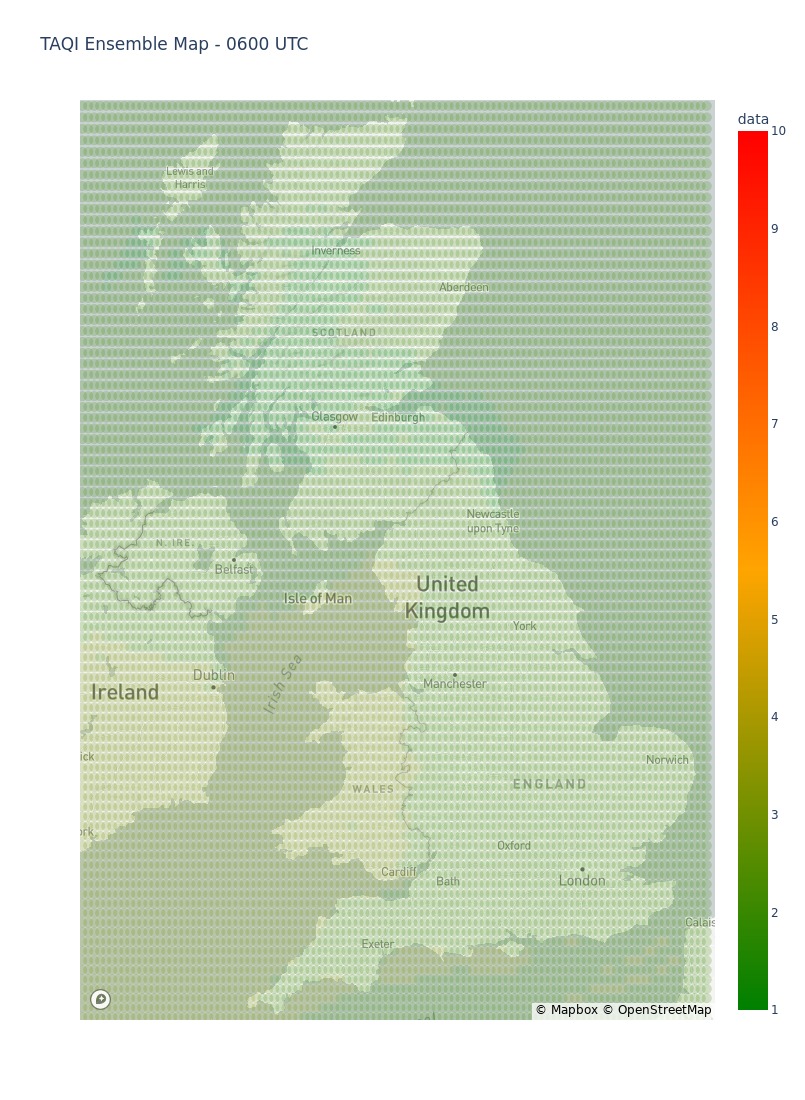 TAQI Ensemble Map - 0600 UTC
data
10
9
8
7
6
5
4
3
2
1
Lewis and
Harris
Inverness
Aberdeen
SCOTLAND
Glasgow
Edinburgh
Newcastle
upon Tyne
N. IRE.
Belfast
Isle of Man
United
Kingdom
York
Dublin
Irish Sea
Manchester
Ireland
ick
Norwich
WALES
ENGLAND
ork
Oxford
Cardiff
Bath
London
Calais
Exeter
© Mapbox © OpenStreetMap